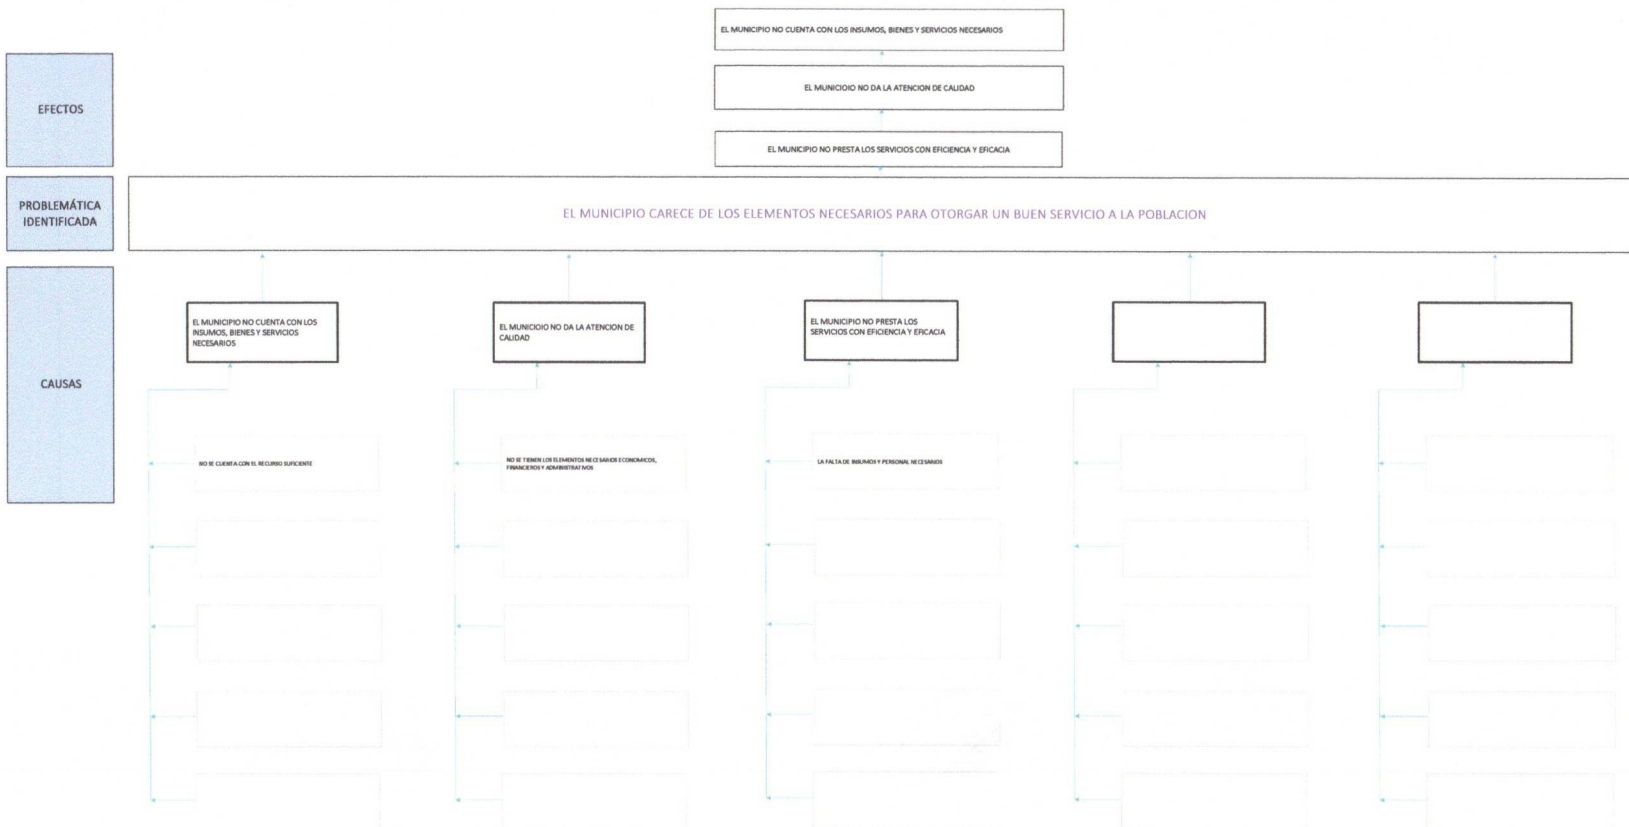 EL MUNICIPIO NO CUENTA CON LOS INSUMOS, BIENES Y SERVICIOS NECESARIOS
EFECTOS
EL MUNICIOIO NO DA LA ATENCION DE CALIDAD
EL MUNICIPIO NO PRESTA LOS SERVICIOS CON EFICIENCIA Y EFICACIA
PROBLEMÁTICA
IDENTIFICADA
EL MUNICIPIO CARECE DE LOS ELEMENTOS NECESARIOS PARA OTORGAR UN BUEN SERVICIO A LA POBLACION
CAUSAS
EL MUNICIPIO NO CUENTA CON LOS
INSUMOS, BIENES Y SERVICIOS
NECESARIOS
EL MUNICIOIO NO DA LA ATENCION DE
CALIDAD
EL MUNICIPIO NO PRESTA LOS
SERVICIOS CON EFICIENCIA Y EFICACIA
NO SE CUENTA CON EL RECURSO SUFICIENTE
NO SE TIENEN LOS ELEMENTOS NECESARIOS ECONOMICOS,
FINANCIEROS Y ADMINISTRATIVOS
LA FALTA DE INSUMOS Y PERSONAL NECESARIOS